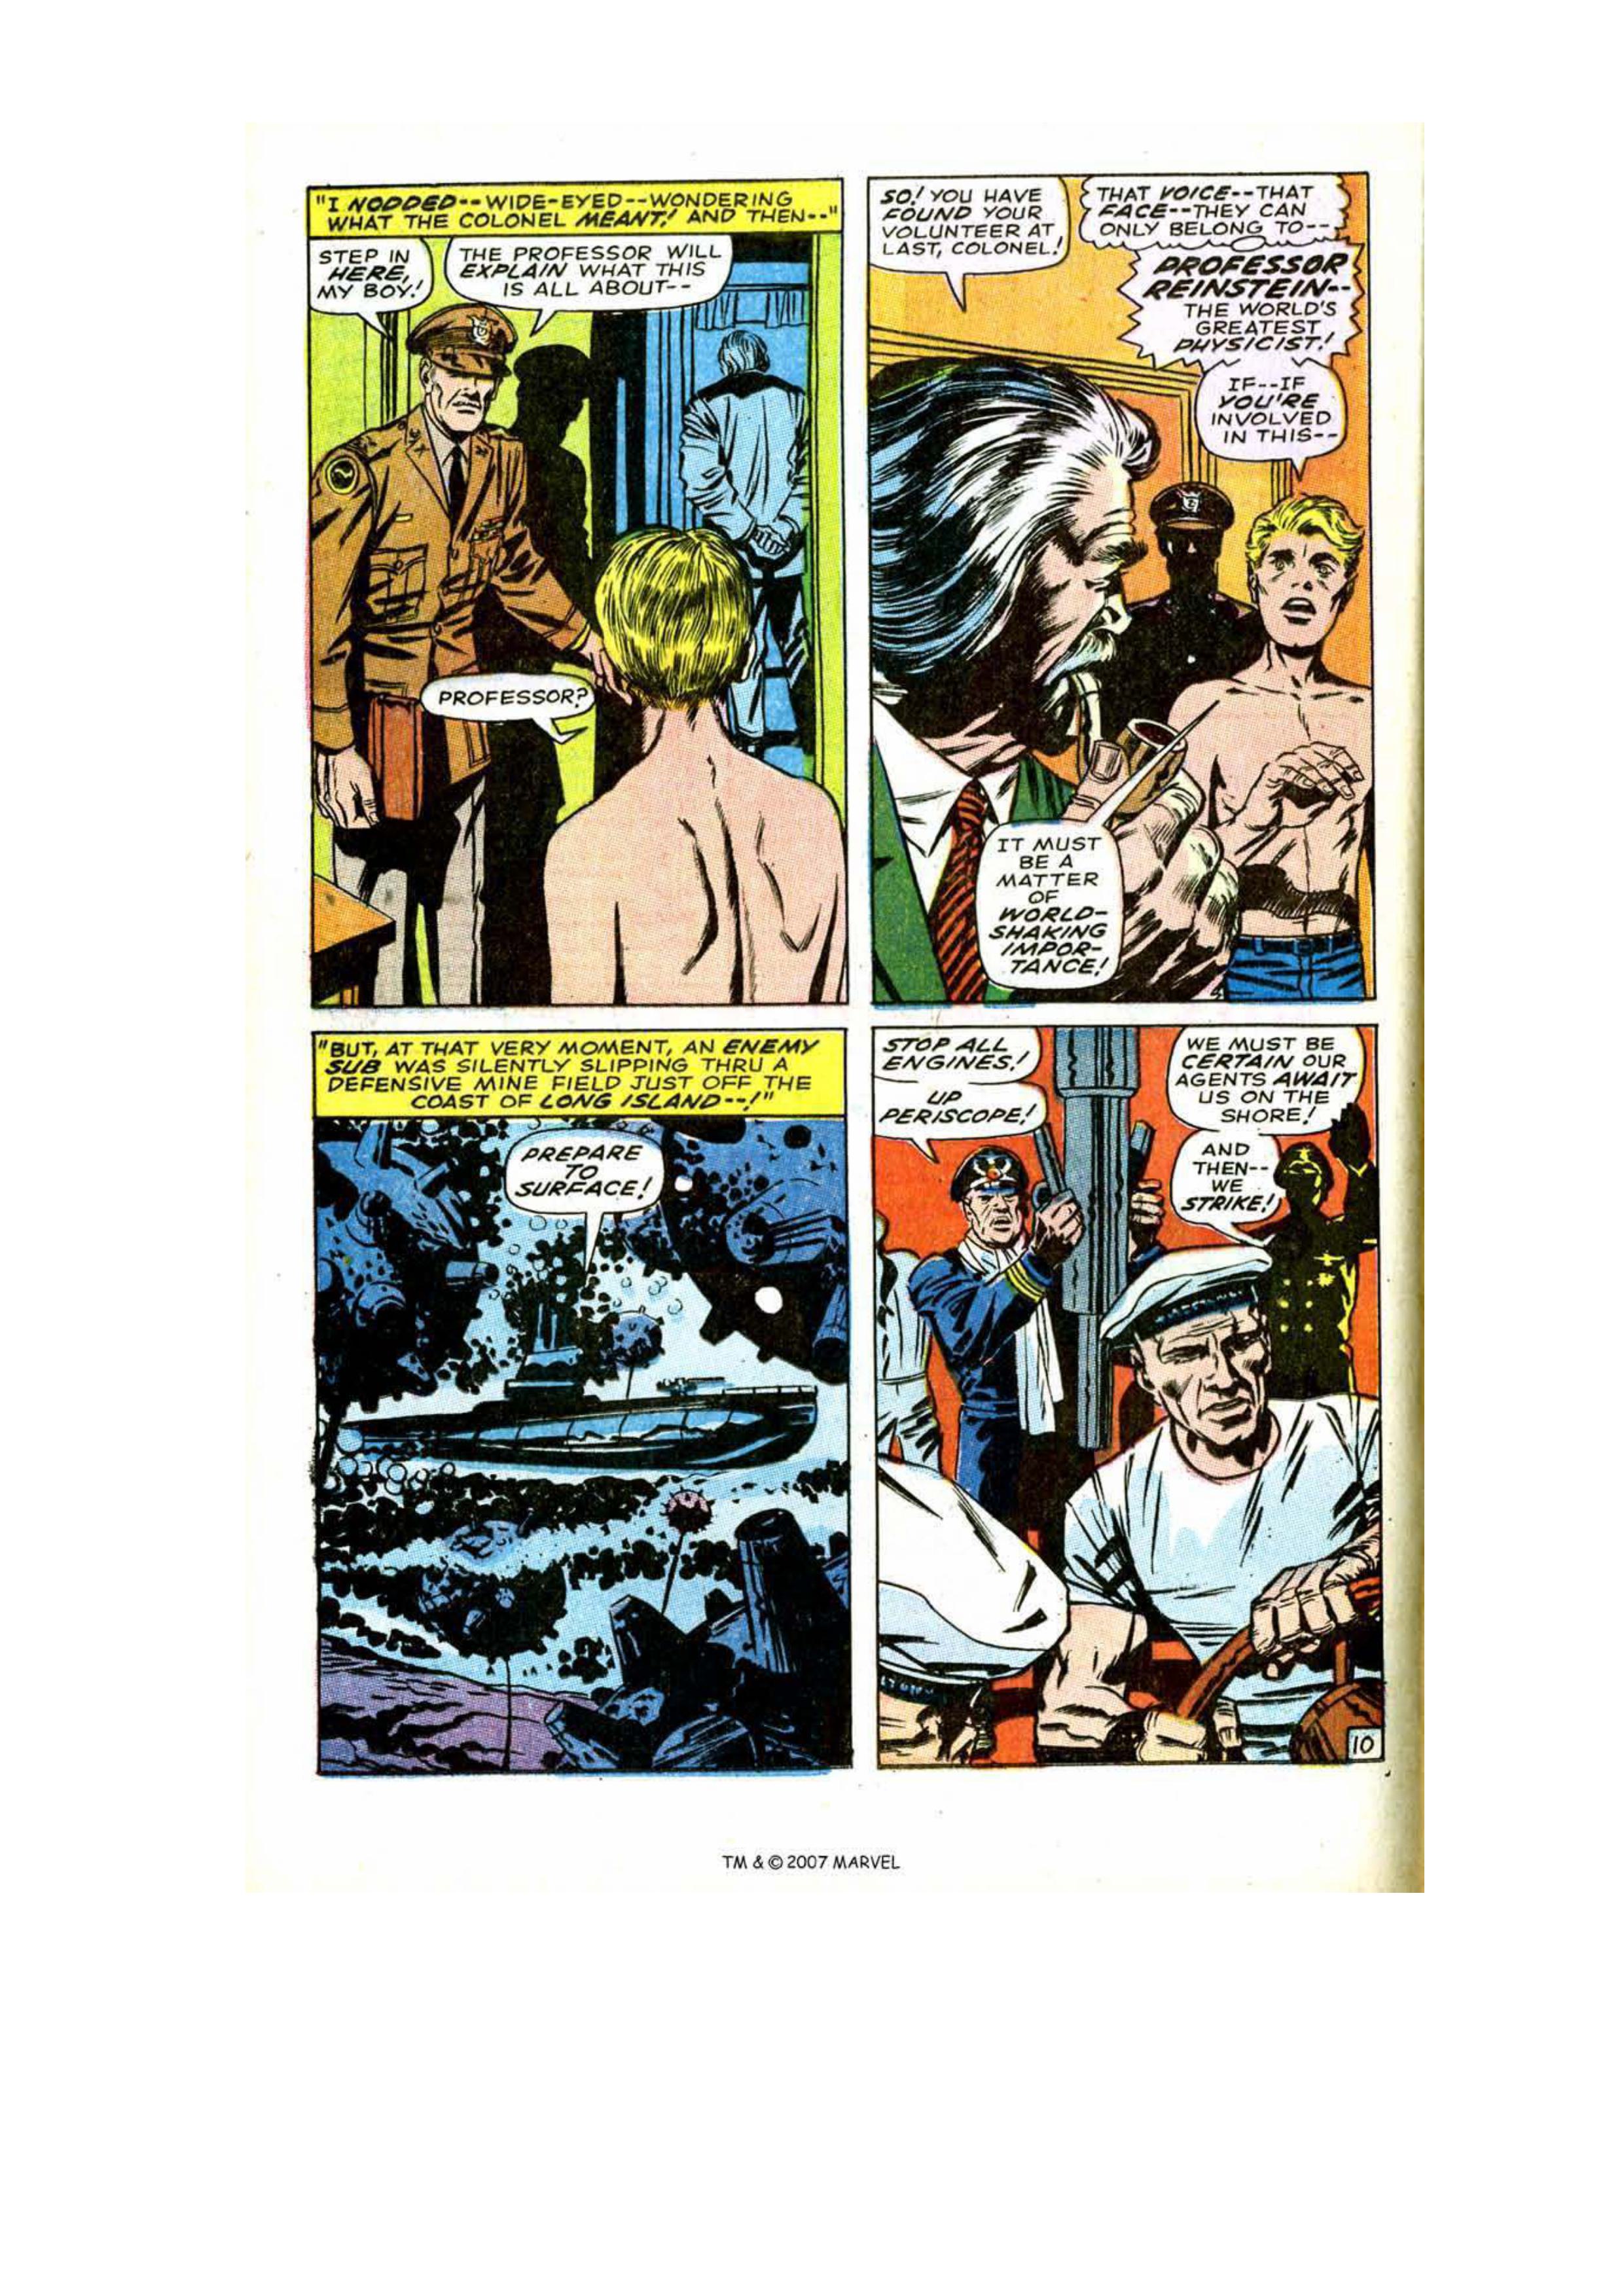 "I NODDED--WIDE-EYED--WONDERING
WHAT THE COLONEL MEANT! AND THEN--"
STEP IN
HERE,
MY BOY!
THE PROFESSOR WILL
EXPLAIN WHAT THIS
IS ALL ABOUT--
PROFESSOR?
SO! YOU HAVE
FOUND YOUR
VOLUNTEER AT
LAST, COLONEL!
THAT VOICE--THAT
FACE--THEY CAN
ONLY BELONG TO--
PROFESSOR
REINSTEIN--
THE WORLD'S
GREATEST
PHYSICIST!
IF--IF
YOU'RE
INVOLVED
IN THIS--
IT MUST
BE A
MATTER
OF
WORLD-
SHAKING
IMPOR-
TANCE!
"BUT, AT THAT VERY MOMENT, AN ENEMY
SUB WAS SILENTLY SLIPPING THRU A
DEFENSIVE MINE FIELD JUST OFF THE
COAST OF LONG ISLAND--!"
PREPARE
TO
SURFACE!
STOP ALL
ENGINES!
UP
PERISCOPE!
WE MUST BE
CERTAIN OUR
AGENTS AWAIT
US ON THE
SHORE!
AND
THEN--
WE
STRIKE!
10
TM & © 2007 MARVEL